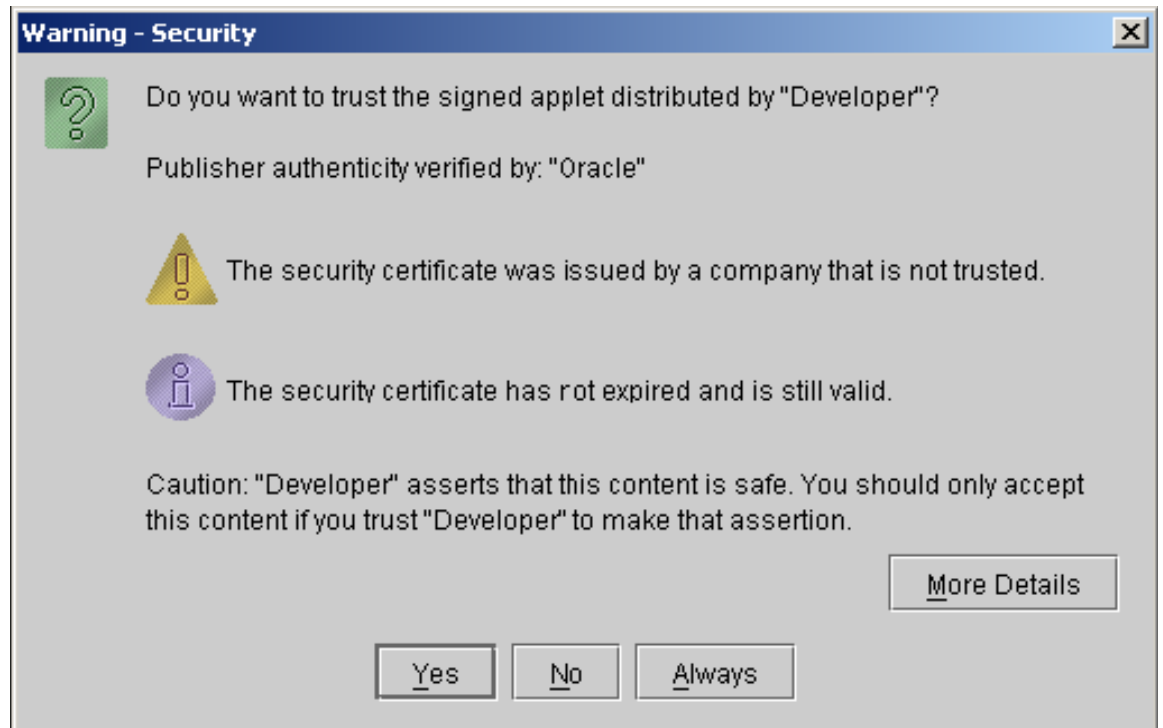 Warning - Security
Do you want to trust the signed applet distributed by "Developer"?
Publisher authenticity verified by: "Oracle"
The security certificate was issued by a company that is not trusted.
The security certificate has not expired and is still valid.
Caution: "Developer" asserts that this content is safe. You should only accept
this content if you trust "Developer" to make that assertion.
More Details
Yes No Always